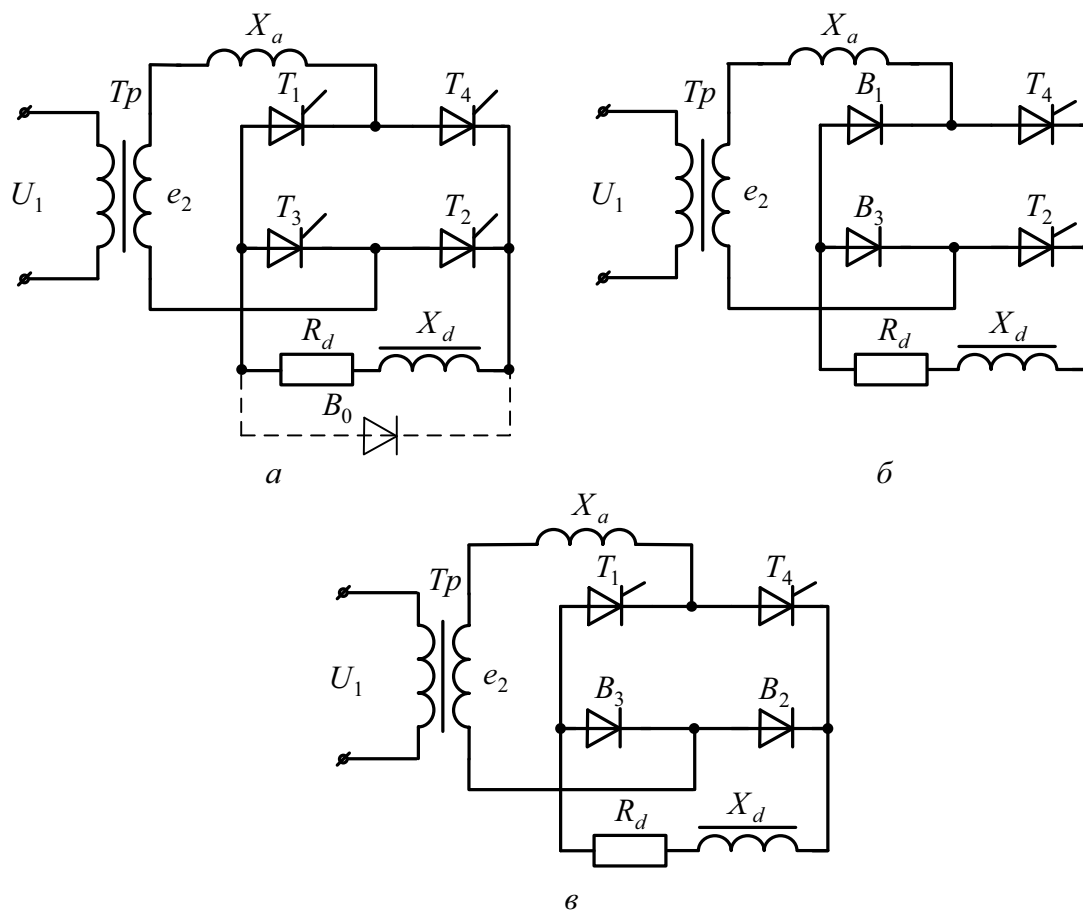 X_a X_a
T_1 T_4 B_1 T_4
Tp Tp
U_1 e_2 T_3 T_2 U_1 e_2 B_3 T_2
R_d X_d R_d X_d
B_0
а б
X_a
Tp T_1 T_4
U_1 e_2 B_3 B_2
R_d X_d
в